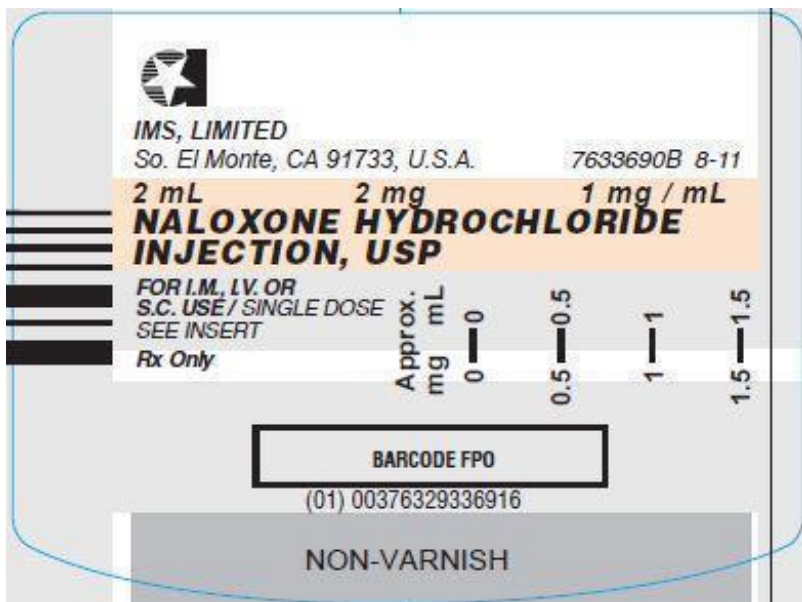 IMS, LIMITED
So. El Monte, CA 91733, U.S.A. 7633690B 8-11
2 mL 2 mg 1 mg / mL
NALOXONE HYDROCHLORIDE
INJECTION, USP
FOR I.M., I.V. OR
S.C. USE / SINGLE DOSE
SEE INSERT
Rx Only
Approx.
mg mL
0 0
0.5 0.5
1 1
1.5 1.5
BARCODE FPO
(01) 00376329336916
NON-VARNISH